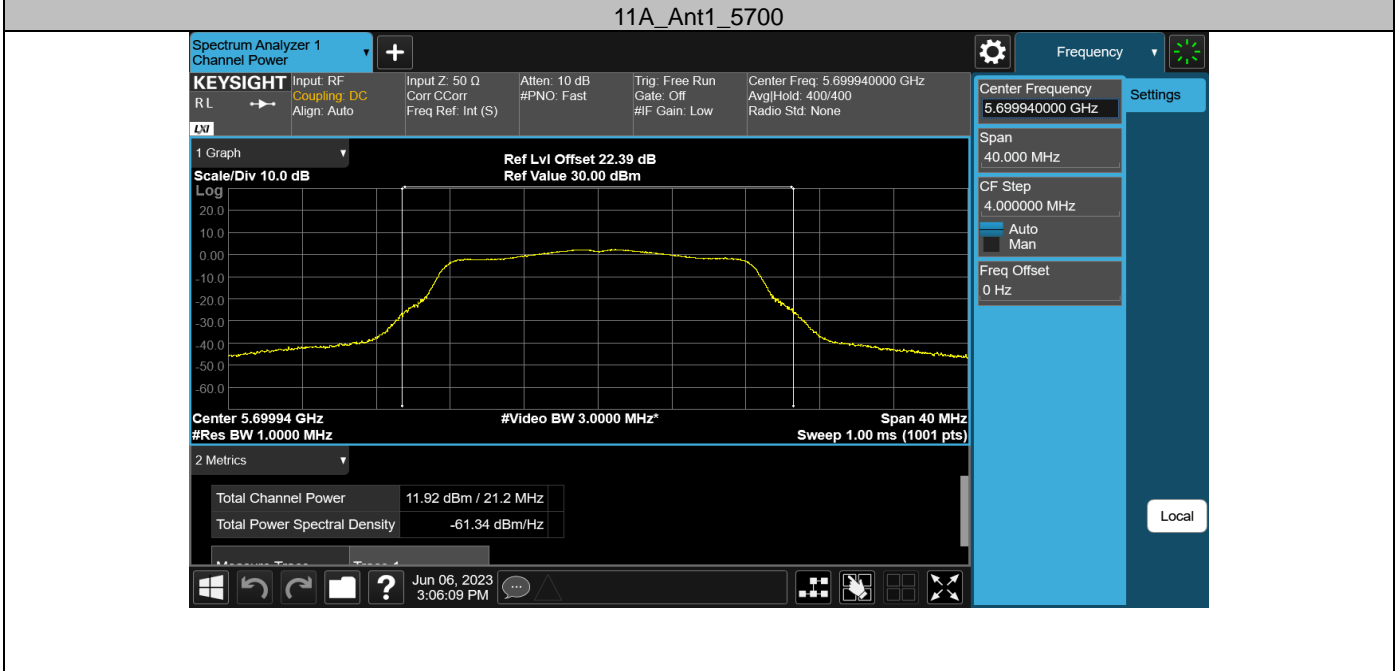 11A_Ant1_5700
Spectrum Analyzer 1
Channel Power
+
Frequency
KEYSIGHT
RL
LXI
Input: RF
Coupling: DC
Align: Auto
Input Z: 50 Ω
Corr CCorr
Freq Ref: Int (S)
Atten: 10 dB
#PNO: Fast
Trig: Free Run
Gate: Off
#IF Gain: Low
Center Freq: 5.699940000 GHz
Avg|Hold: 400/400
Radio Std: None
Center Frequency
5.699940000 GHz
Settings
Span
40.000 MHz
CF Step
4.000000 MHz
Auto
Man
Freq Offset
0 Hz
1 Graph
Scale/Div 10.0 dB
Ref Lvl Offset 22.39 dB
Ref Value 30.00 dBm
Log
20.0
10.0
0.00
-10.0
-20.0
-30.0
-40.0
-50.0
-60.0
Center 5.69994 GHz
#Video BW 3.0000 MHz*
Span 40 MHz
#Res BW 1.0000 MHz
Sweep 1.00 ms (1001 pts)
2 Metrics
Total Channel Power 11.92 dBm / 21.2 MHz
Total Power Spectral Density -61.34 dBm/Hz
Measure Trace Trace 1
Local
?
Jun 06, 2023
3:06:09 PM